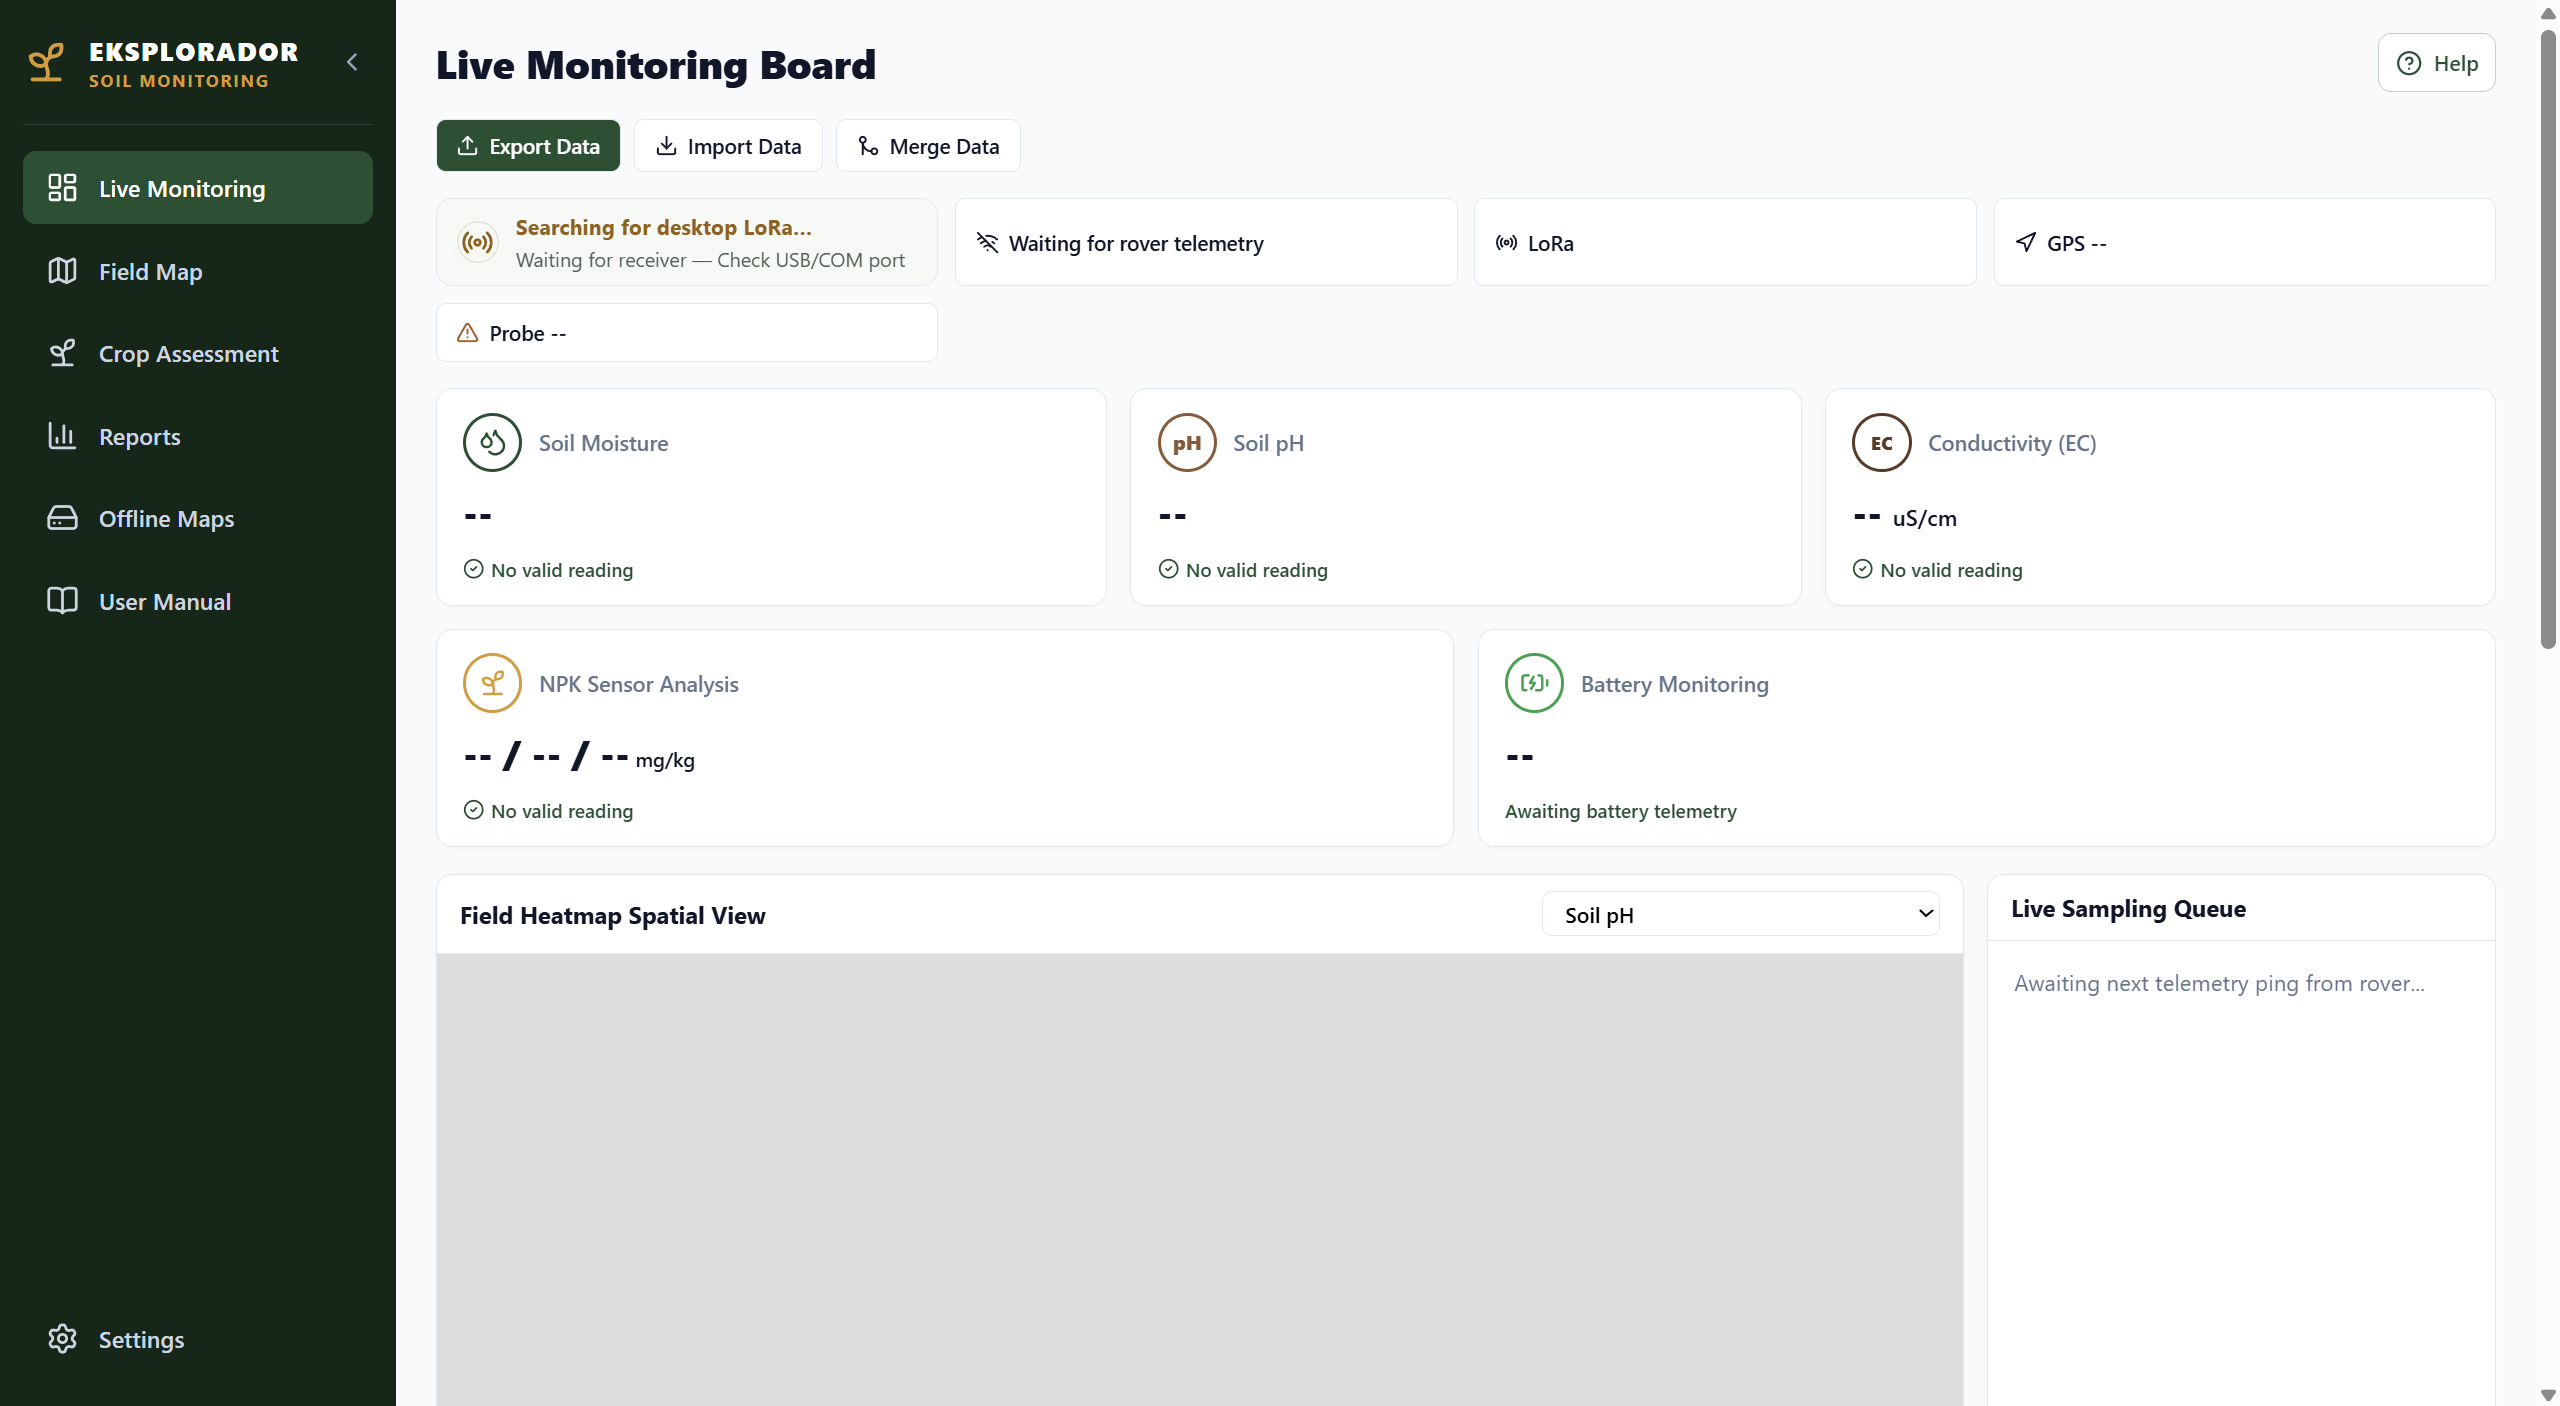 EKSPLORADOR
SOIL MONITORING
Live Monitoring
Field Map
Crop Assessment
Reports
Offline Maps
User Manual
Settings
Live Monitoring Board
Help
Export Data
Import Data
Merge Data
Searching for desktop LoRa...
Waiting for receiver — Check USB/COM port
Waiting for rover telemetry
LoRa
GPS --
Probe --
Soil Moisture
--
No valid reading
pH
Soil pH
--
No valid reading
EC
Conductivity (EC)
-- uS/cm
No valid reading
NPK Sensor Analysis
-- / -- / -- mg/kg
No valid reading
Battery Monitoring
--
Awaiting battery telemetry
Field Heatmap Spatial View
Soil pH
Live Sampling Queue
Awaiting next telemetry ping from rover...